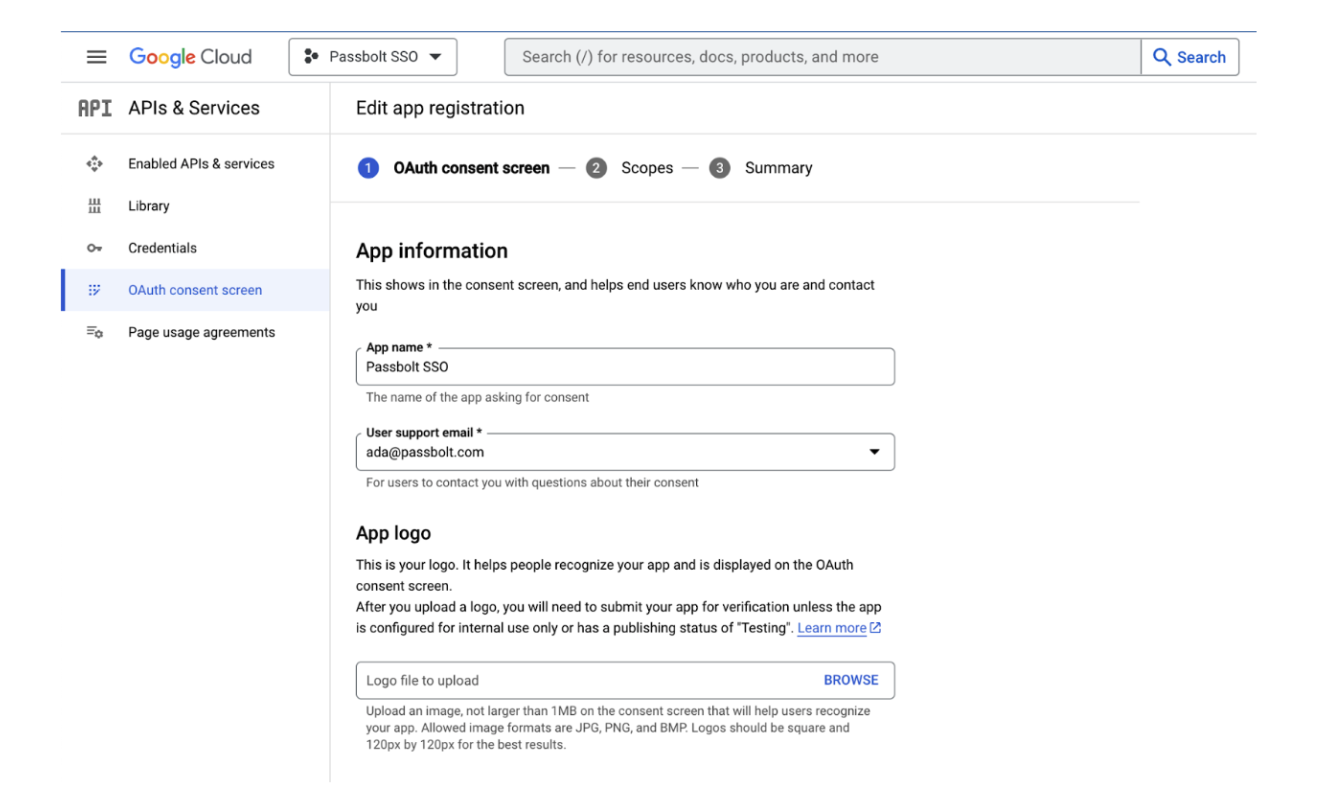 Google Cloud
Passbolt SSO
Search (/) for resources, docs, products, and more
Search
API APIs & Services
Enabled APIs & services
Library
Credentials
OAuth consent screen
Page usage agreements
Edit app registration
1 OAuth consent screen — 2 Scopes — 3 Summary
App information
This shows in the consent screen, and helps end users know who you are and contact
you
App name *
Passbolt SSO
The name of the app asking for consent
User support email *
ada@passbolt.com
For users to contact you with questions about their consent
App logo
This is your logo. It helps people recognize your app and is displayed on the OAuth
consent screen.
After you upload a logo, you will need to submit your app for verification unless the app
is configured for internal use only or has a publishing status of "Testing". Learn more
Logo file to upload BROWSE
Upload an image, not larger than 1MB on the consent screen that will help users recognize
your app. Allowed image formats are JPG, PNG, and BMP. Logos should be square and
120px by 120px for the best results.